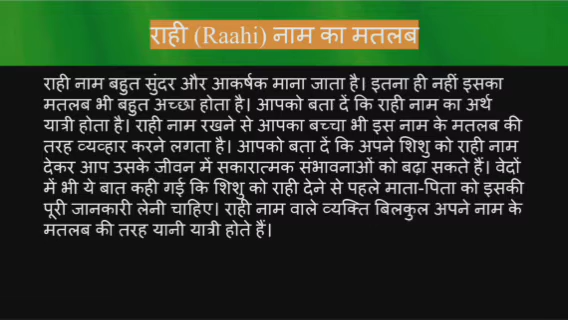 राही (Raahi) नाम का मतलब
राही नाम बहुत सुंदर और आकर्षक माना जाता है। इतना ही नहीं इसका
मतलब भी बहुत अच्छा होता है। आपको बता दें कि राही नाम का अर्थ
यात्री होता है। राही नाम रखने से आपका बच्चा भी इस नाम के मतलब की
तरह व्यव्हार करने लगता है। आपको बता दें कि अपने शिशु को राही नाम
देकर आप उसके जीवन में सकारात्मक संभावनाओं को बढ़ा सकते हैं। वेदों
में भी ये बात कही गई कि शिशु को राही देने से पहले माता-पिता को इसकी
पूरी जानकारी लेनी चाहिए। राही नाम वाले व्यक्ति बिलकुल अपने नाम के
मतलब की तरह यानी यात्री होते हैं।